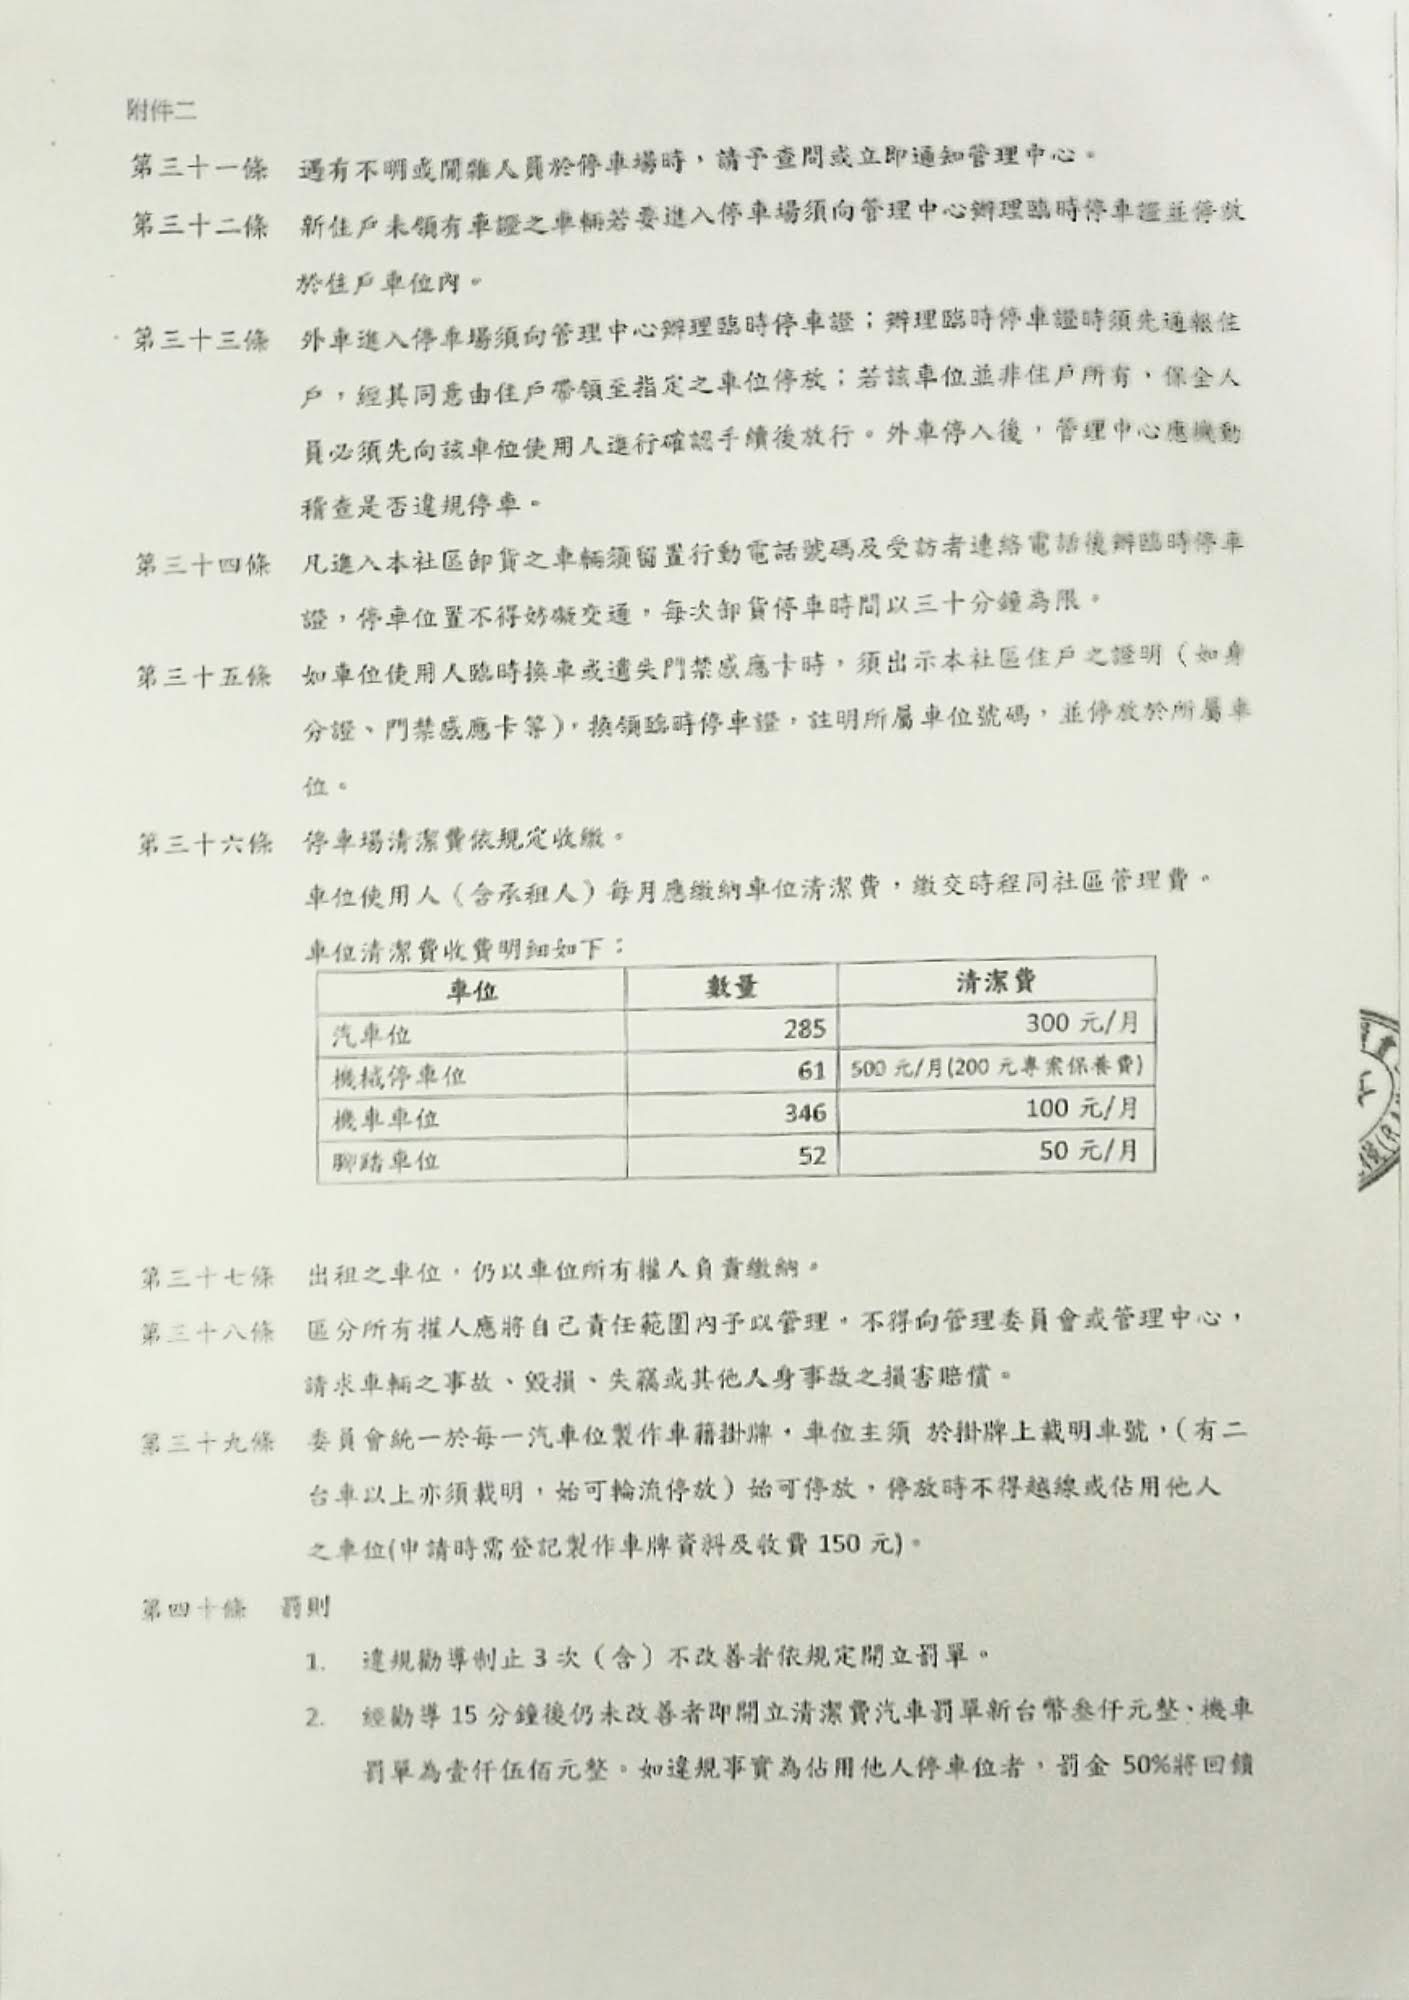 附件二
第三十一條 遇有不明或閒雜人員於停車場時，請予查問或立即通知管理中心。
第三十二條 新住戶未領有車證之車輛若要進入停車場須向管理中心辦理臨時停車證並停放
於住戶車位內。
第三十三條 外車進入停車場須向管理中心辦理臨時停車證；辦理臨時停車證時須先通報住
戶，經其同意由住戶帶領至指定之車位停放；若該車位並非住戶所有、保全人
員必須先向該車位使用人進行確認手續後放行。外車停入後，管理中心應機動
稽查是否違規停車。
第三十四條 凡進入本社區卸貨之車輛須留置行動電話號碼及受訪者連絡電話後辦臨時停車
證，停車位置不得妨礙交通，每次卸貨停車時間以三十分鐘為限。
第三十五條 如車位使用人臨時換車或遺失門禁感應卡時，須出示本社區住戶之證明（如身
分證、門禁感應卡等），換領臨時停車證，註明所屬車位號碼，並停放於所屬車
位。
第三十六條 停車場清潔費依規定收繳。
車位使用人（含承租人）每月應繳納車位清潔費，繳交時程同社區管理費。
車位清潔費收費明細如下：
車位 數量 清潔費
汽車位 285 300 元/月
機械停車位 61 500 元/月(200 元專案保養費)
機車車位 346 100 元/月
腳踏車位 52 50 元/月
第三十七條 出租之車位，仍以車位所有權人負責繳納。
第三十八條 區分所有權人應將自己責任範圍內予以管理，不得向管理委員會或管理中心，
請求車輛之事故、毀損、失竊或其他人身事故之損害賠償。
第三十九條 委員會統一於每一汽車位製作車籍掛牌，車位主須 於掛牌上載明車號，（有二
台車以上亦須載明，始可輪流停放）始可停放，停放時不得越線或佔用他人
之車位(申請時需登記製作車牌資料及收費 150 元)。
第四十條 罰則
1. 違規勸導制止 3 次（含）不改善者依規定開立罰單。
2. 經勸導 15 分鐘後仍未改善者即開立清潔費汽車罰單新台幣叁仟元整、機車
罰單為壹仟伍佰元整。如違規事實為佔用他人停車位者，罰金 50%將回饋